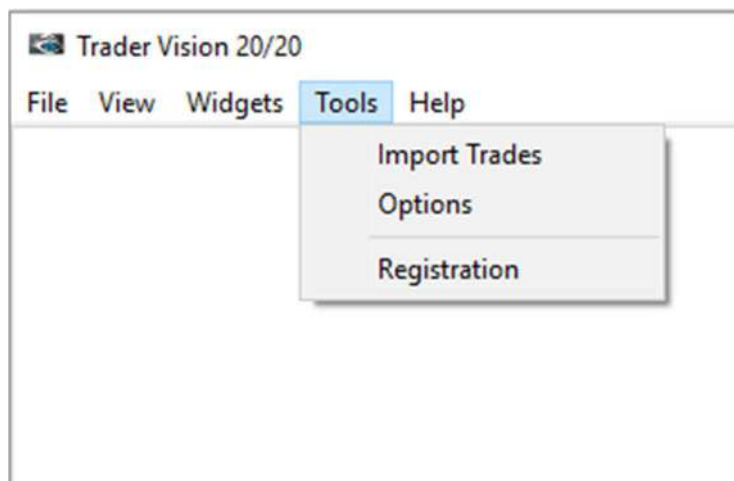 Trader Vision 20/20
File View Widgets Tools Help
Import Trades
Options
Registration